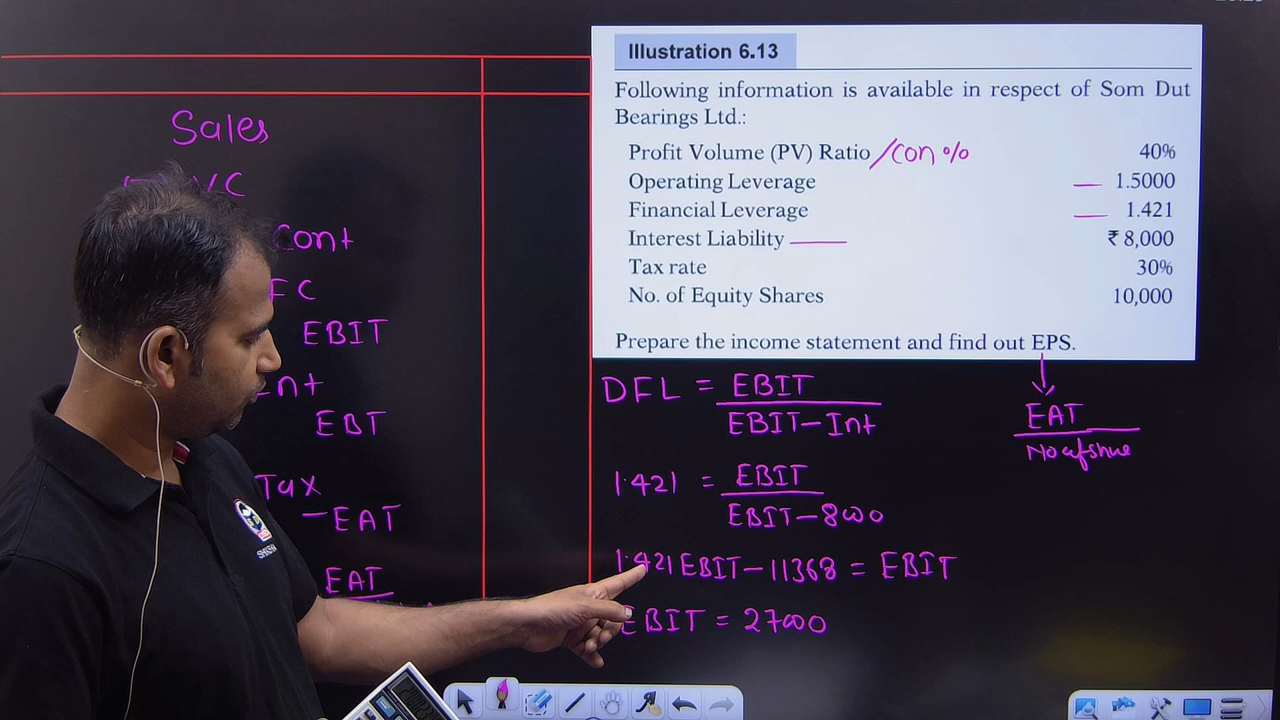 Sales
VC
Cont
FC
EBIT
Int
EBT
Tax
-EAT
EAT
Illustration 6.13
Following information is available in respect of Som Dut
Bearings Ltd.:
Profit Volume (PV) Ratio /Con % 40%
Operating Leverage — 1.5000
Financial Leverage — 1.421
Interest Liability — ₹ 8,000
Tax rate 30%
No. of Equity Shares 10,000
Prepare the income statement and find out EPS.
DFL = EBIT
EBIT-Int
1.421 = EBIT
EBIT-8000
1.421 EBIT-11368 = EBIT
EBIT = 27000
EAT
No of share